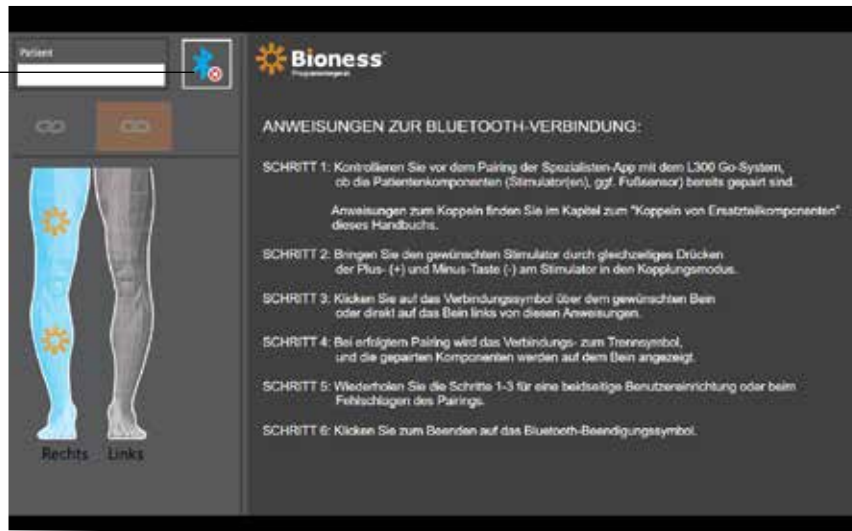 Patient
Bioness
Programmiergerät
ANWEISUNGEN ZUR BLUETOOTH-VERBINDUNG:
SCHRITT 1: Kontrollieren Sie vor dem Pairing der Spezialisten-App mit dem L300 Go-System,
ob die Patientenkomponenten (Stimulator(en), ggf. Fußsensor) bereits gepairt sind.
Anweisungen zum Koppeln finden Sie im Kapitel zum "Koppeln von Ersatzteilkomponenten"
dieses Handbuchs.
SCHRITT 2: Bringen Sie den gewünschten Stimulator durch gleichzeitiges Drücken
der Plus- (+) und Minus-Taste (-) am Stimulator in den Kopplungsmodus.
SCHRITT 3: Klicken Sie auf das Verbindungssymbol über dem gewünschten Bein
oder direkt auf das Bein links von diesen Anweisungen.
SCHRITT 4: Bei erfolgtem Pairing wird das Verbindungs- zum Trennsymbol,
und die gepairten Komponenten werden auf dem Bein angezeigt.
SCHRITT 5: Wiederholen Sie die Schritte 1-3 für eine beidseitige Benutzereinrichtung oder beim
Fehlschlagen des Pairings.
SCHRITT 6: Klicken Sie zum Beenden auf das Bluetooth-Beendigungssymbol.
Rechts Links